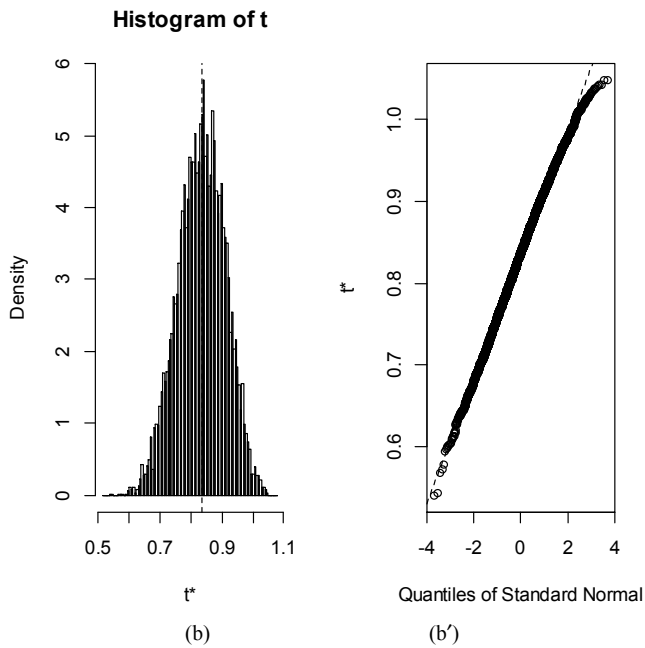 Histogram of t
Density
6
5
4
3
2
1
0
0.5 0.7 0.9 1.1
t*
(b)
t*
1.0
0.9
0.8
0.7
0.6
-4 -2 0 2 4
Quantiles of Standard Normal
(b′)